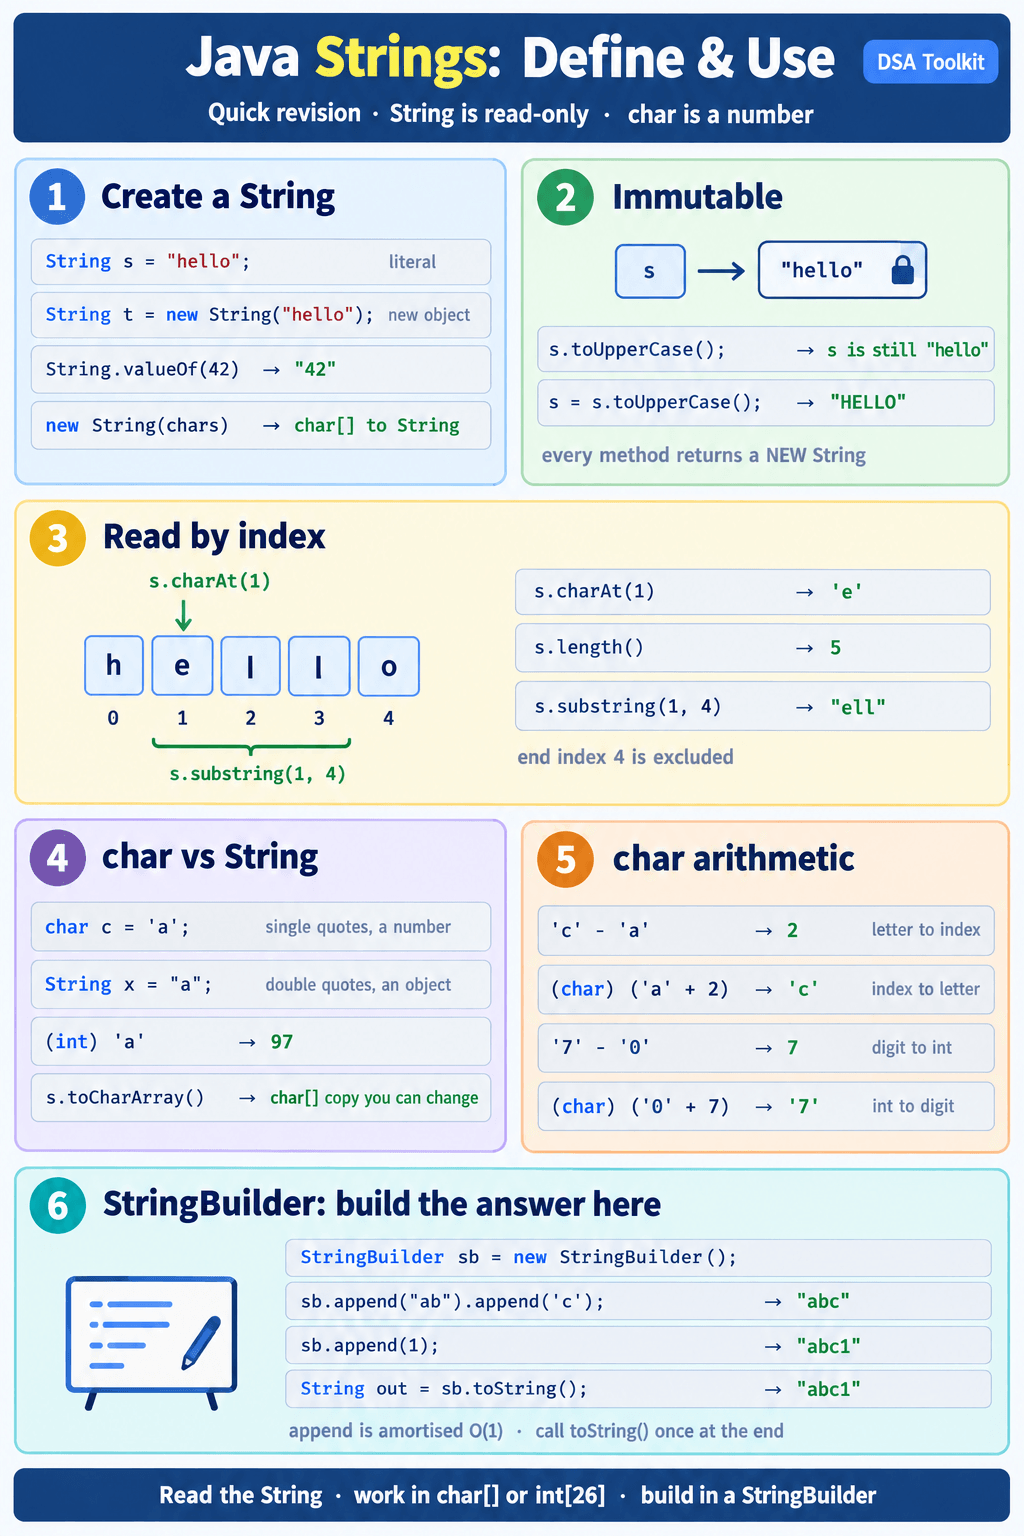 Java Strings: Define & Use
DSA Toolkit
Quick revision · String is read-only · char is a number
1 Create a String
String s = "hello"; literal
String t = new String("hello"); new object
String.valueOf(42) → "42"
new String(chars) → char[] to String
2 Immutable
s → "hello"
s.toUpperCase(); → s is still "hello"
s = s.toUpperCase(); → "HELLO"
every method returns a NEW String
3 Read by index
s.charAt(1)
h e l l o
0 1 2 3 4
s.substring(1, 4)
s.charAt(1) → 'e'
s.length() → 5
s.substring(1, 4) → "ell"
end index 4 is excluded
4 char vs String
char c = 'a'; single quotes, a number
String x = "a"; double quotes, an object
(int) 'a' → 97
s.toCharArray() → char[] copy you can change
5 char arithmetic
'c' - 'a' → 2 letter to index
(char) ('a' + 2) → 'c' index to letter
'7' - '0' → 7 digit to int
(char) ('0' + 7) → '7' int to digit
6 StringBuilder: build the answer here
StringBuilder sb = new StringBuilder();
sb.append("ab").append('c'); → "abc"
sb.append(1); → "abc1"
String out = sb.toString(); → "abc1"
append is amortised O(1) · call toString() once at the end
Read the String · work in char[] or int[26] · build in a StringBuilder